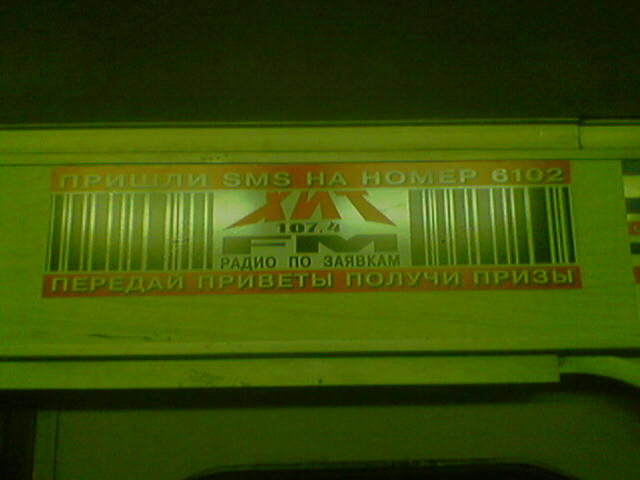 ПРИШЛИ SMS НА НОМЕР 6102
ХИТ
107.4
FM
РАДИО ПО ЗАЯВКАМ
ПЕРЕДАЙ ПРИВЕТЫ ПОЛУЧИ ПРИЗЫ